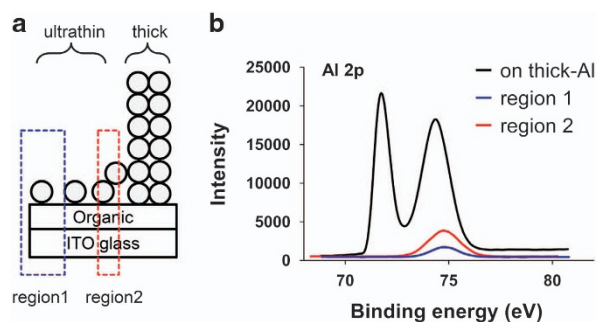 a
ultrathin
thick
Organic
ITO glass
region1
region2
b
Al 2p
on thick-Al
region 1
region 2
25000
20000
15000
10000
5000
0
Intensity
70
75
80
Binding energy (eV)